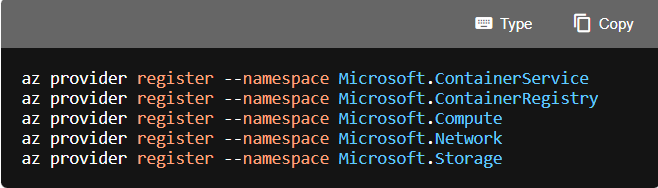 Type Copy
az provider register --namespace Microsoft.ContainerService
az provider register --namespace Microsoft.ContainerRegistry
az provider register --namespace Microsoft.Compute
az provider register --namespace Microsoft.Network
az provider register --namespace Microsoft.Storage